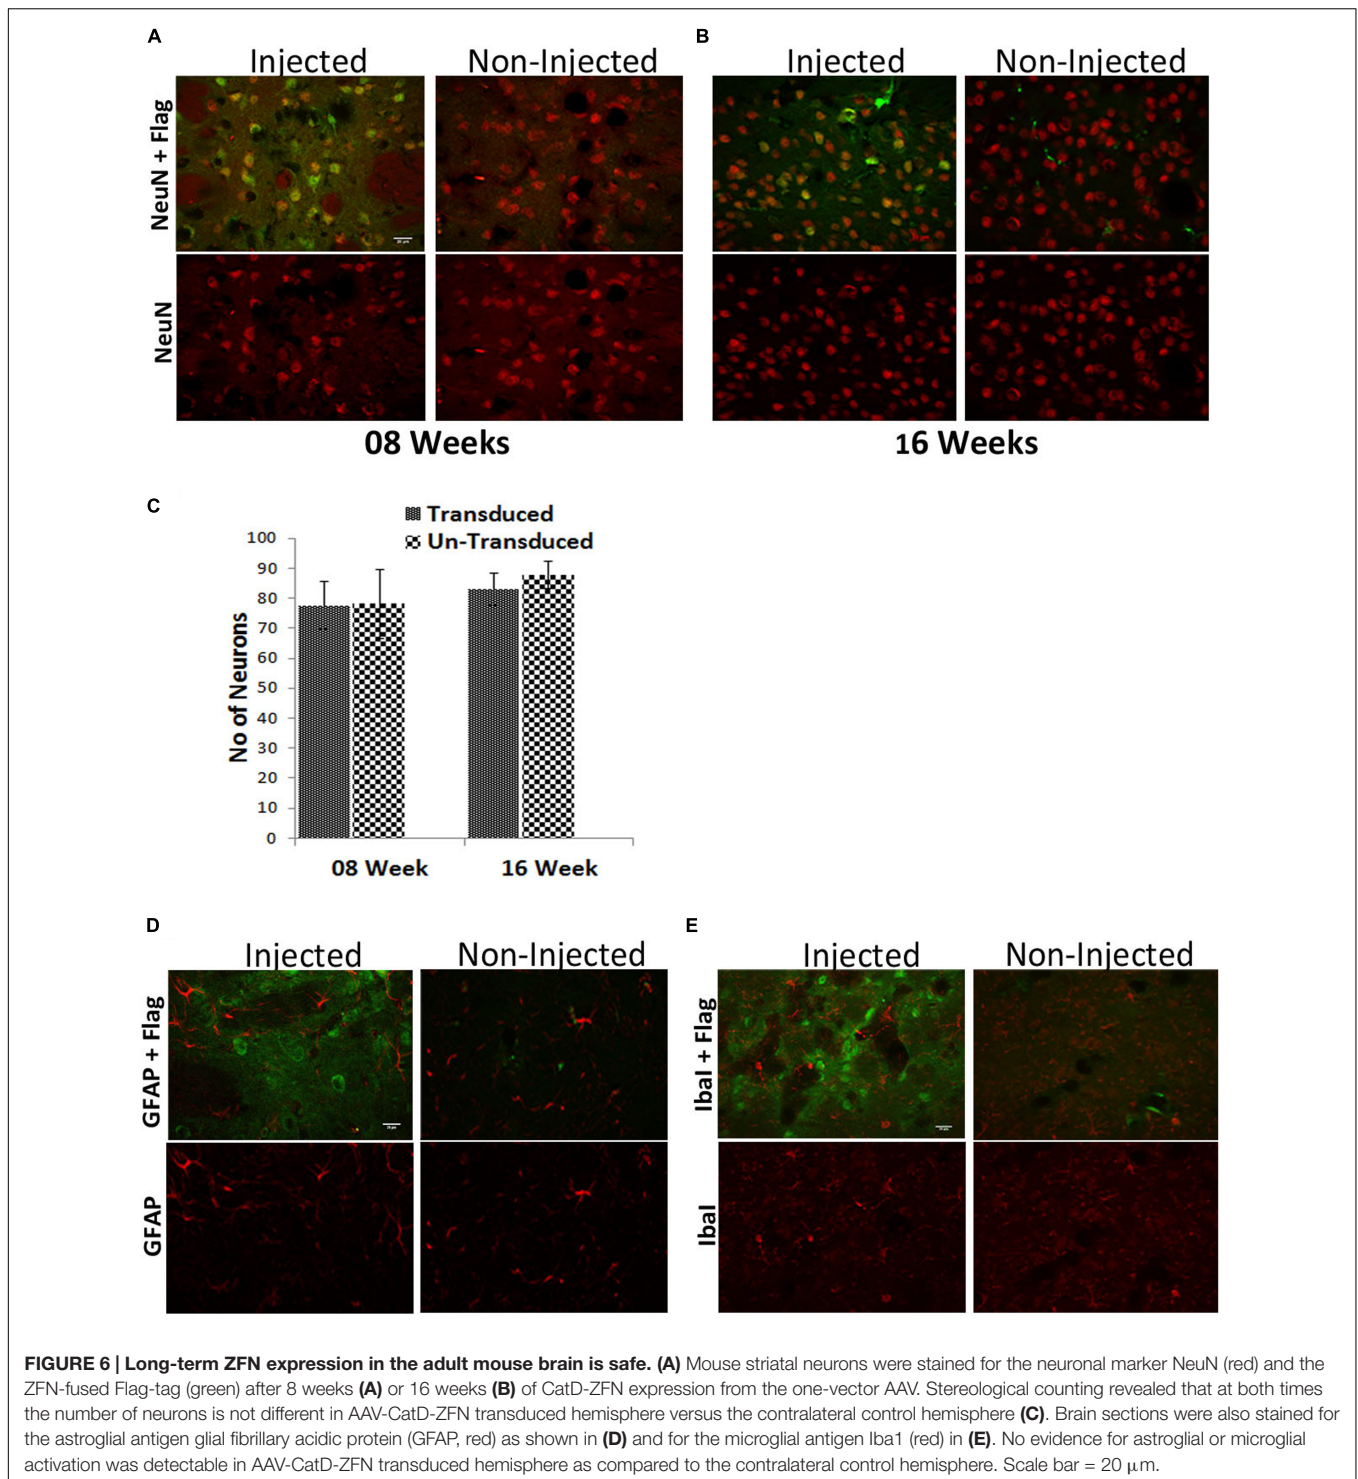 A
B
Injected
Non-Injected
Injected
Non-Injected
NeuN + Flag
NeuN
20 µm
08 Weeks
16 Weeks
C
Transduced
Un-Transduced
100
90
80
70
60
50
40
30
20
10
0
No of Neurons
08 Week
16 Week
D
E
Injected
Non-Injected
Injected
Non-Injected
GFAP + Flag
GFAP
IbaI + Flag
IbaI
FIGURE 6 | Long-term ZFN expression in the adult mouse brain is safe. (A) Mouse striatal neurons were stained for the neuronal marker NeuN (red) and the
ZFN-fused Flag-tag (green) after 8 weeks (A) or 16 weeks (B) of CatD-ZFN expression from the one-vector AAV. Stereological counting revealed that at both times
the number of neurons is not different in AAV-CatD-ZFN transduced hemisphere versus the contralateral control hemisphere (C). Brain sections were also stained for
the astroglial antigen glial fibrillary acidic protein (GFAP, red) as shown in (D) and for the microglial antigen Iba1 (red) in (E). No evidence for astroglial or microglial
activation was detectable in AAV-CatD-ZFN transduced hemisphere as compared to the contralateral control hemisphere. Scale bar = 20 µm.